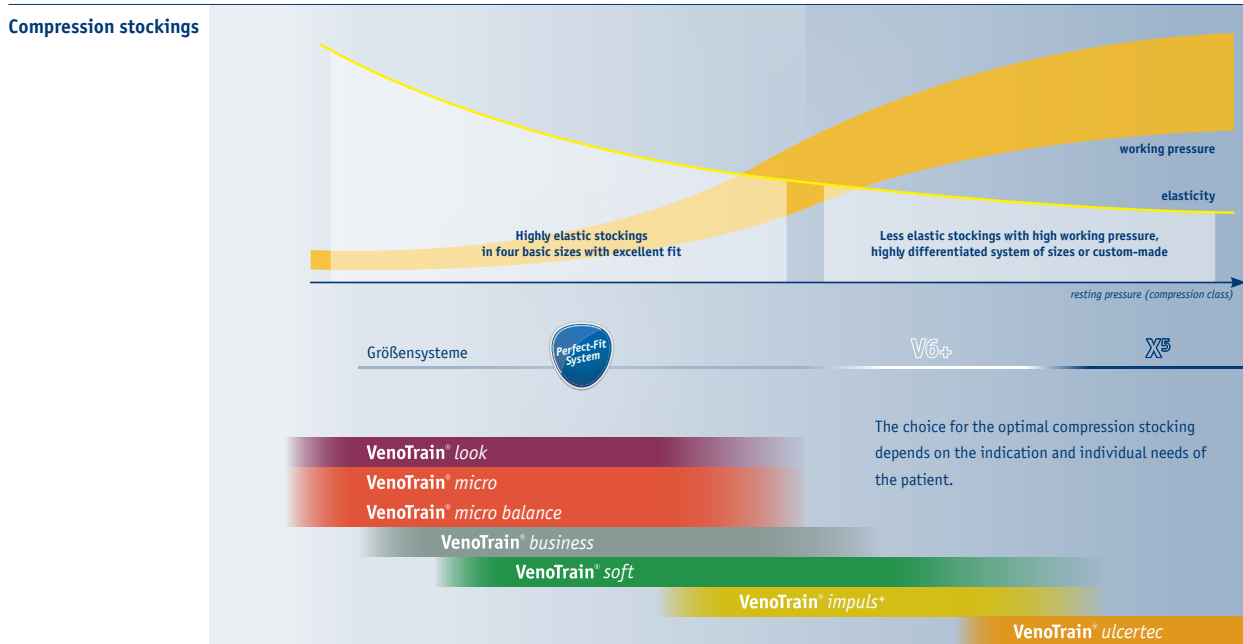 Compression stockings
working pressure
elasticity
Highly elastic stockings
in four basic sizes with excellent fit
Less elastic stockings with high working pressure,
highly differentiated system of sizes or custom-made
resting pressure (compression class)
Größensysteme
Perfect-Fit
System
V6+
X⁵
The choice for the optimal compression stocking
depends on the indication and individual needs of
the patient.
VenoTrain® look
VenoTrain® micro
VenoTrain® micro balance
VenoTrain® business
VenoTrain® soft
VenoTrain® impuls⁺
VenoTrain® ulcertec